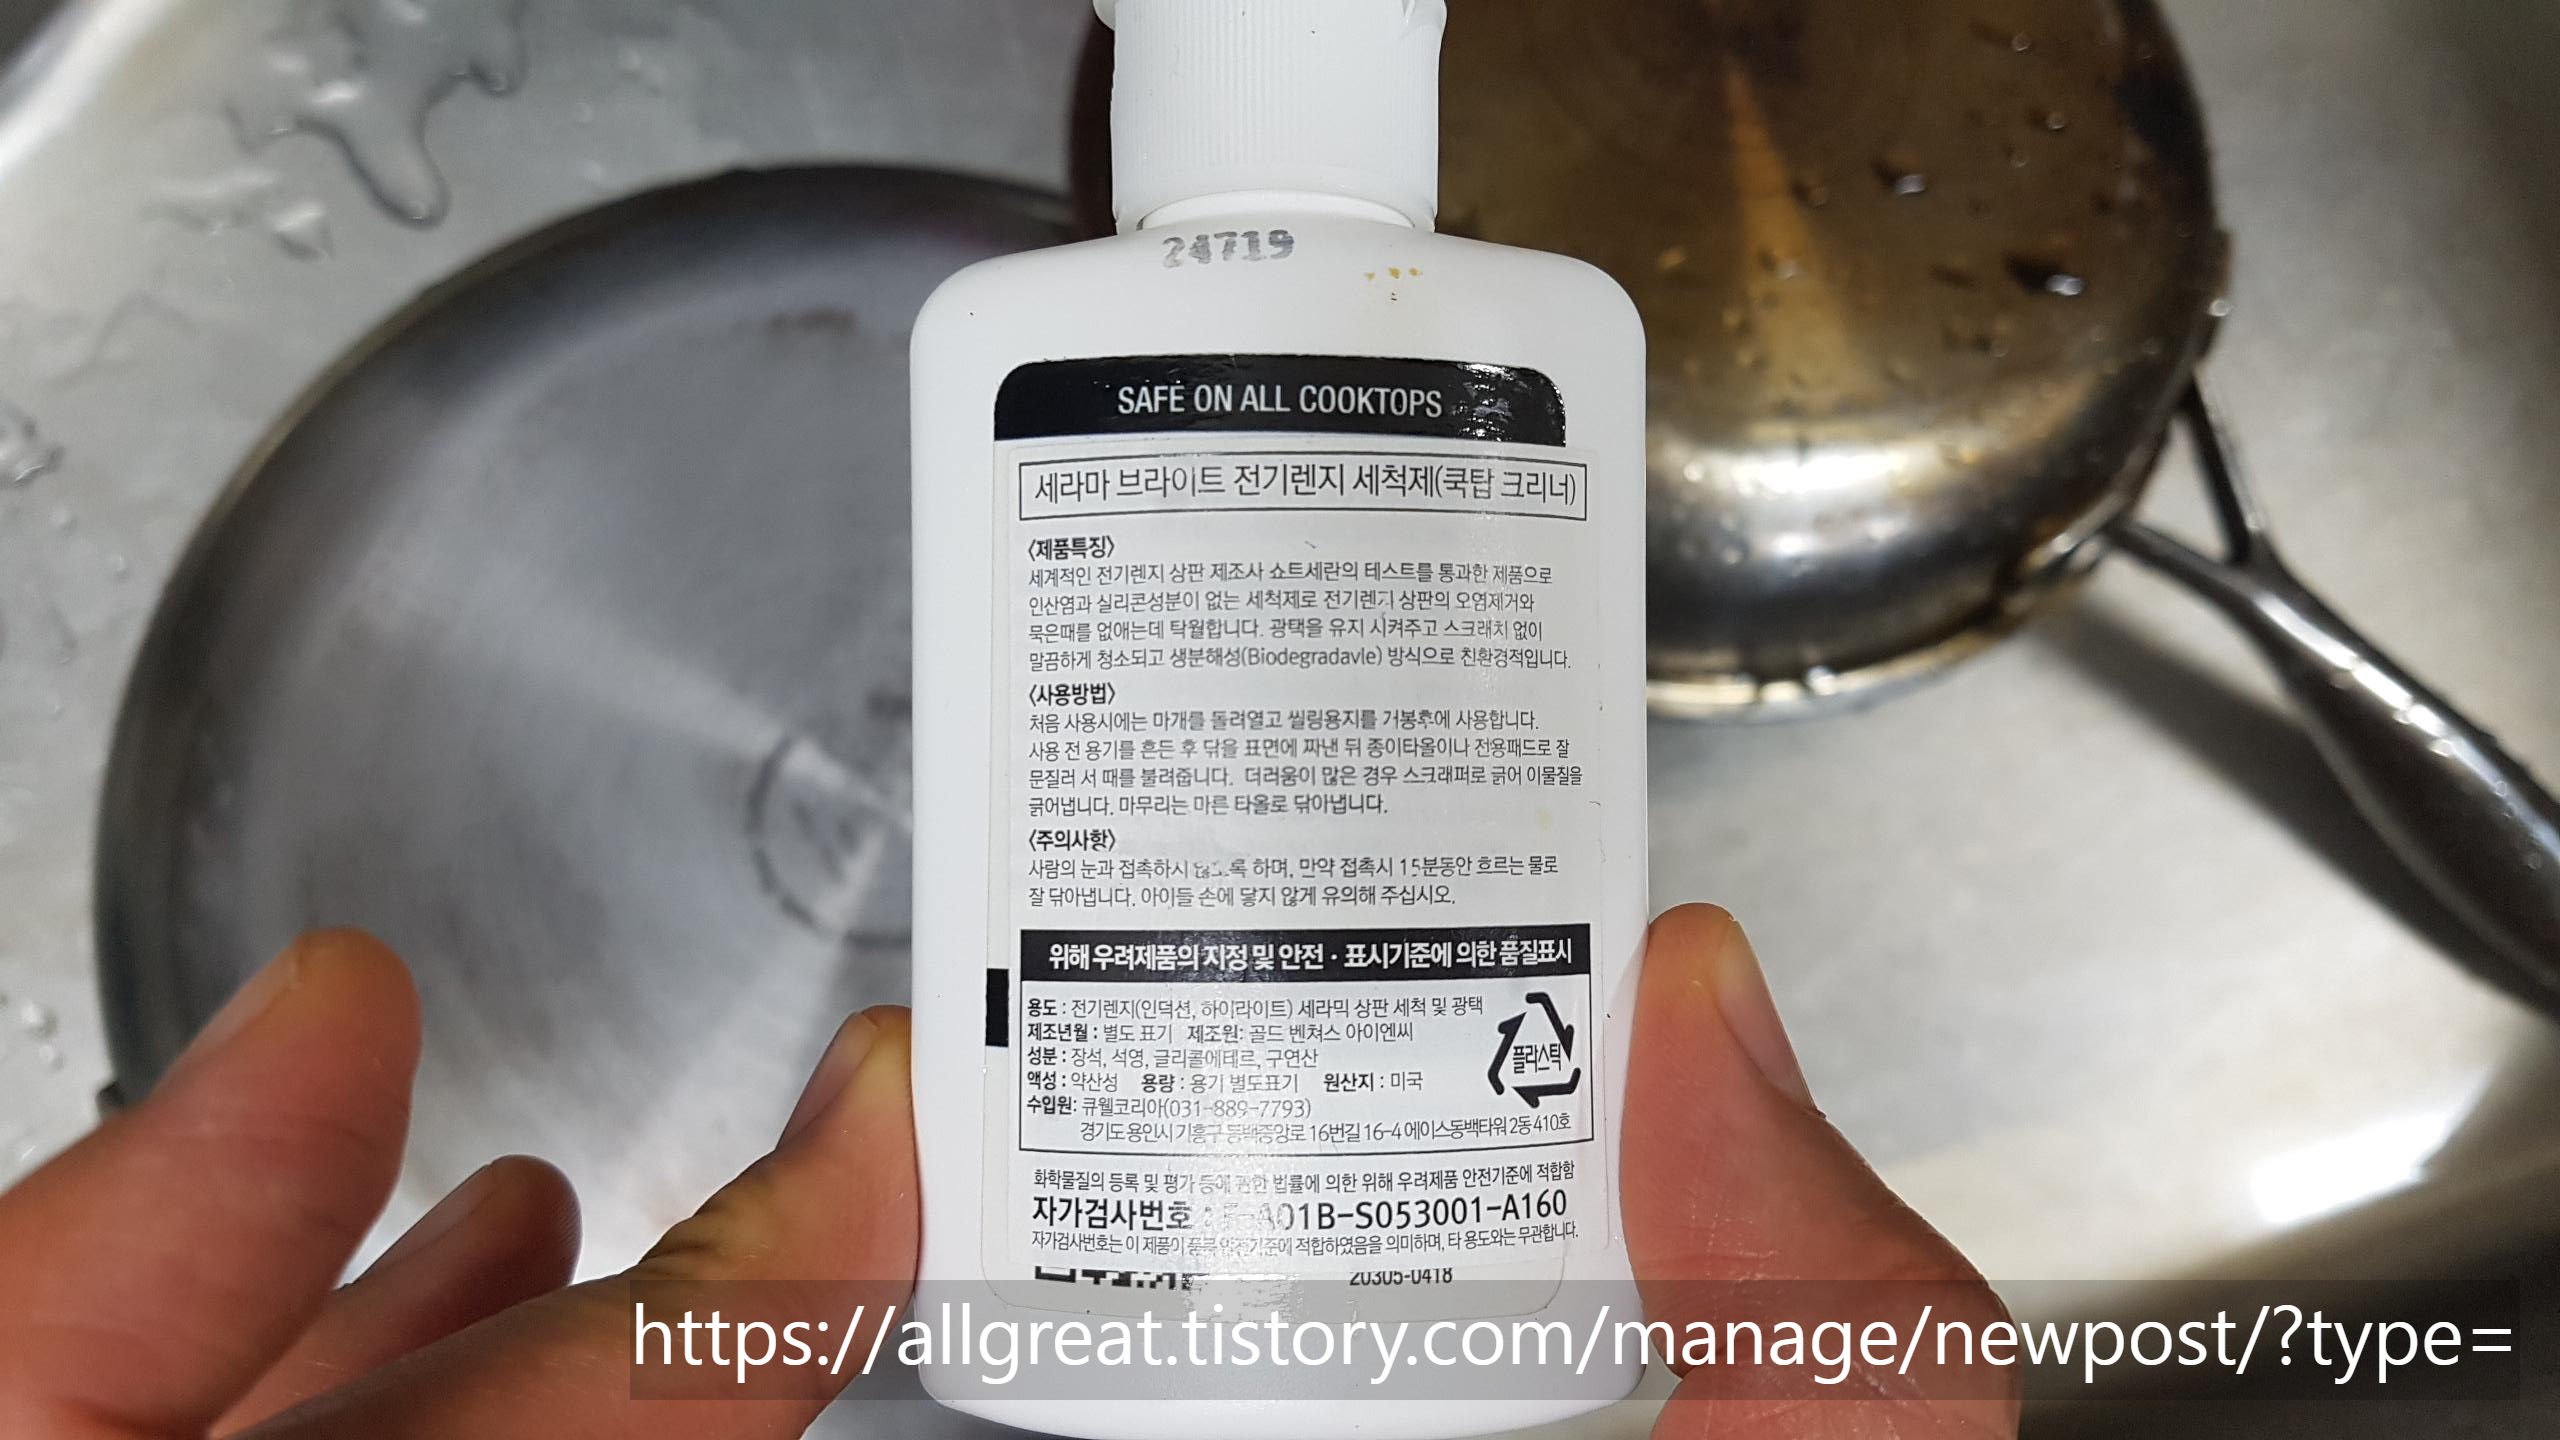 24719
SAFE ON ALL COOKTOPS
세라마 브라이트 전기렌지 세척제(쿡탑 크리너)
<제품특징>
세계적인 전기렌지 상판 제조사 쇼트세란의 테스트를 통과한 제품으로
인산염과 실리콘성분이 없는 세척제로 전기렌지 상판의 오염제거와
묵은때를 없애는데 탁월합니다. 광택을 유지 시켜주고 스크래치 없이
말끔하게 청소되고 생분해성(Biodegradavle) 방식으로 친환경적입니다.
<사용방법>
처음 사용시에는 마개를 돌려열고 씰링용지를 개봉후에 사용합니다.
사용 전 용기를 흔든 후 닦을 표면에 짜낸 뒤 종이타올이나 전용패드로 잘
문질러 서 때를 불려줍니다. 더러움이 많은 경우 스크래퍼로 긁어 이물질을
긁어냅니다. 마무리는 마른 타올로 닦아냅니다.
<주의사항>
사람의 눈과 접촉하지 않도록 하며, 만약 접촉시 15분동안 흐르는 물로
잘 닦아냅니다. 아이들 손에 닿지 않게 유의해 주십시오.
위해 우려제품의 지정 및 안전 · 표시기준에 의한 품질표시
용도 : 전기렌지(인덕션, 하이라이트) 세라믹 상판 세척 및 광택
제조년월 : 별도 표기 제조원: 골드 벤쳐스 아이엔씨
성분 : 장석, 석영, 글리콜에테르, 구연산
액성 : 약산성 용량 : 용기 별도표기 원산지 : 미국
플라스틱
수입원: 큐웰코리아(031-889-7793)
경기도 용인시 기흥구 동백중앙로 16번길 16-4 에이스동백타워 2동 410호
화학물질의 등록 및 평가 등에 관한 법률에 의한 위해 우려제품 안전기준에 적합함
자가검사번호 A01B-S053001-A160
자가검사번호는 이 제품이 품부 안전기준에 적합하였음을 의미하며, 타 용도와는 무관합니다.
20305-0418
https://allgreat.tistory.com/manage/newpost/?type=